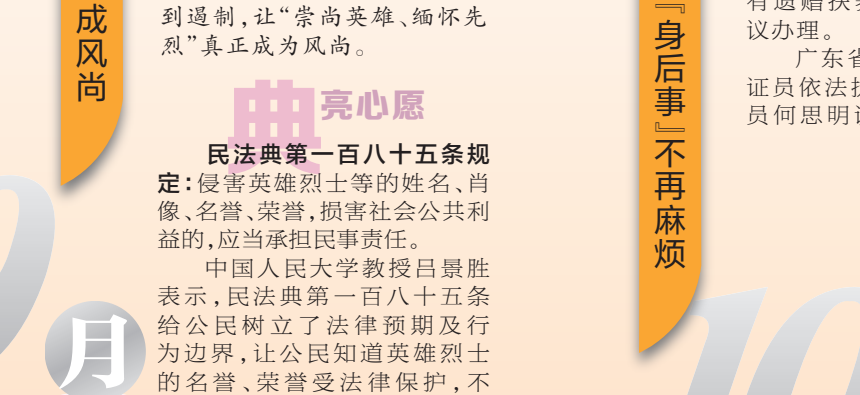 成风尚
到遏制,让“崇尚英雄、缅怀先
烈”真正成为风尚。
典亮心愿
民法典第一百八十五条规
定:侵害英雄烈士等的姓名、肖
像、名誉、荣誉,损害社会公共利
益的,应当承担民事责任。
中国人民大学教授吕景胜
表示,民法典第一百八十五条
给公民树立了法律预期及行
为边界,让公民知道英雄烈士
的名誉、荣誉受法律保护,不
月
『身后事』不再麻烦
议办理。
广东省
证员依法
员何思明
10